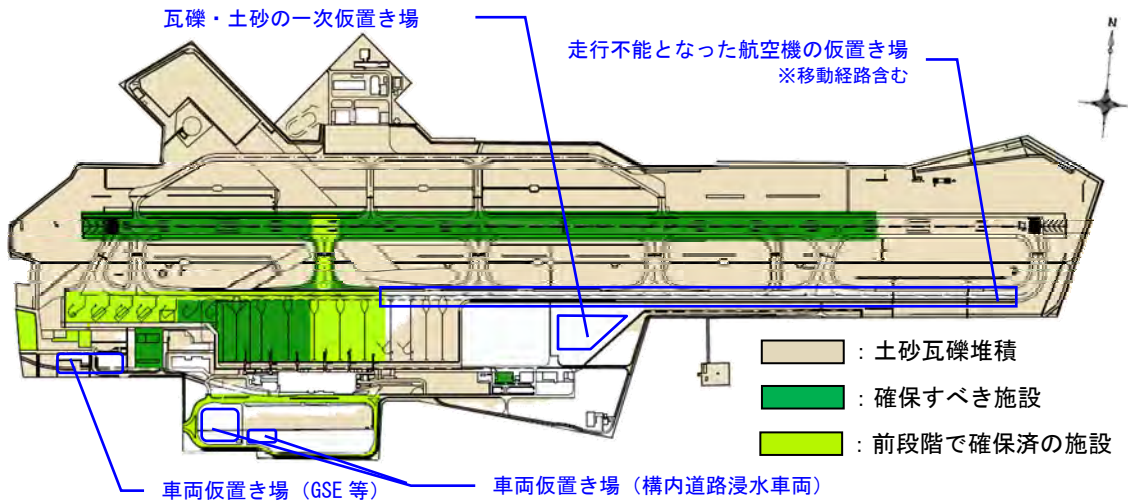 瓦礫・土砂の一次仮置き場
走行不能となった航空機の仮置き場
※移動経路含む
N
：土砂瓦礫堆積
：確保すべき施設
：前段階で確保済の施設
車両仮置き場（GSE 等）
車両仮置き場（構内道路浸水車両）